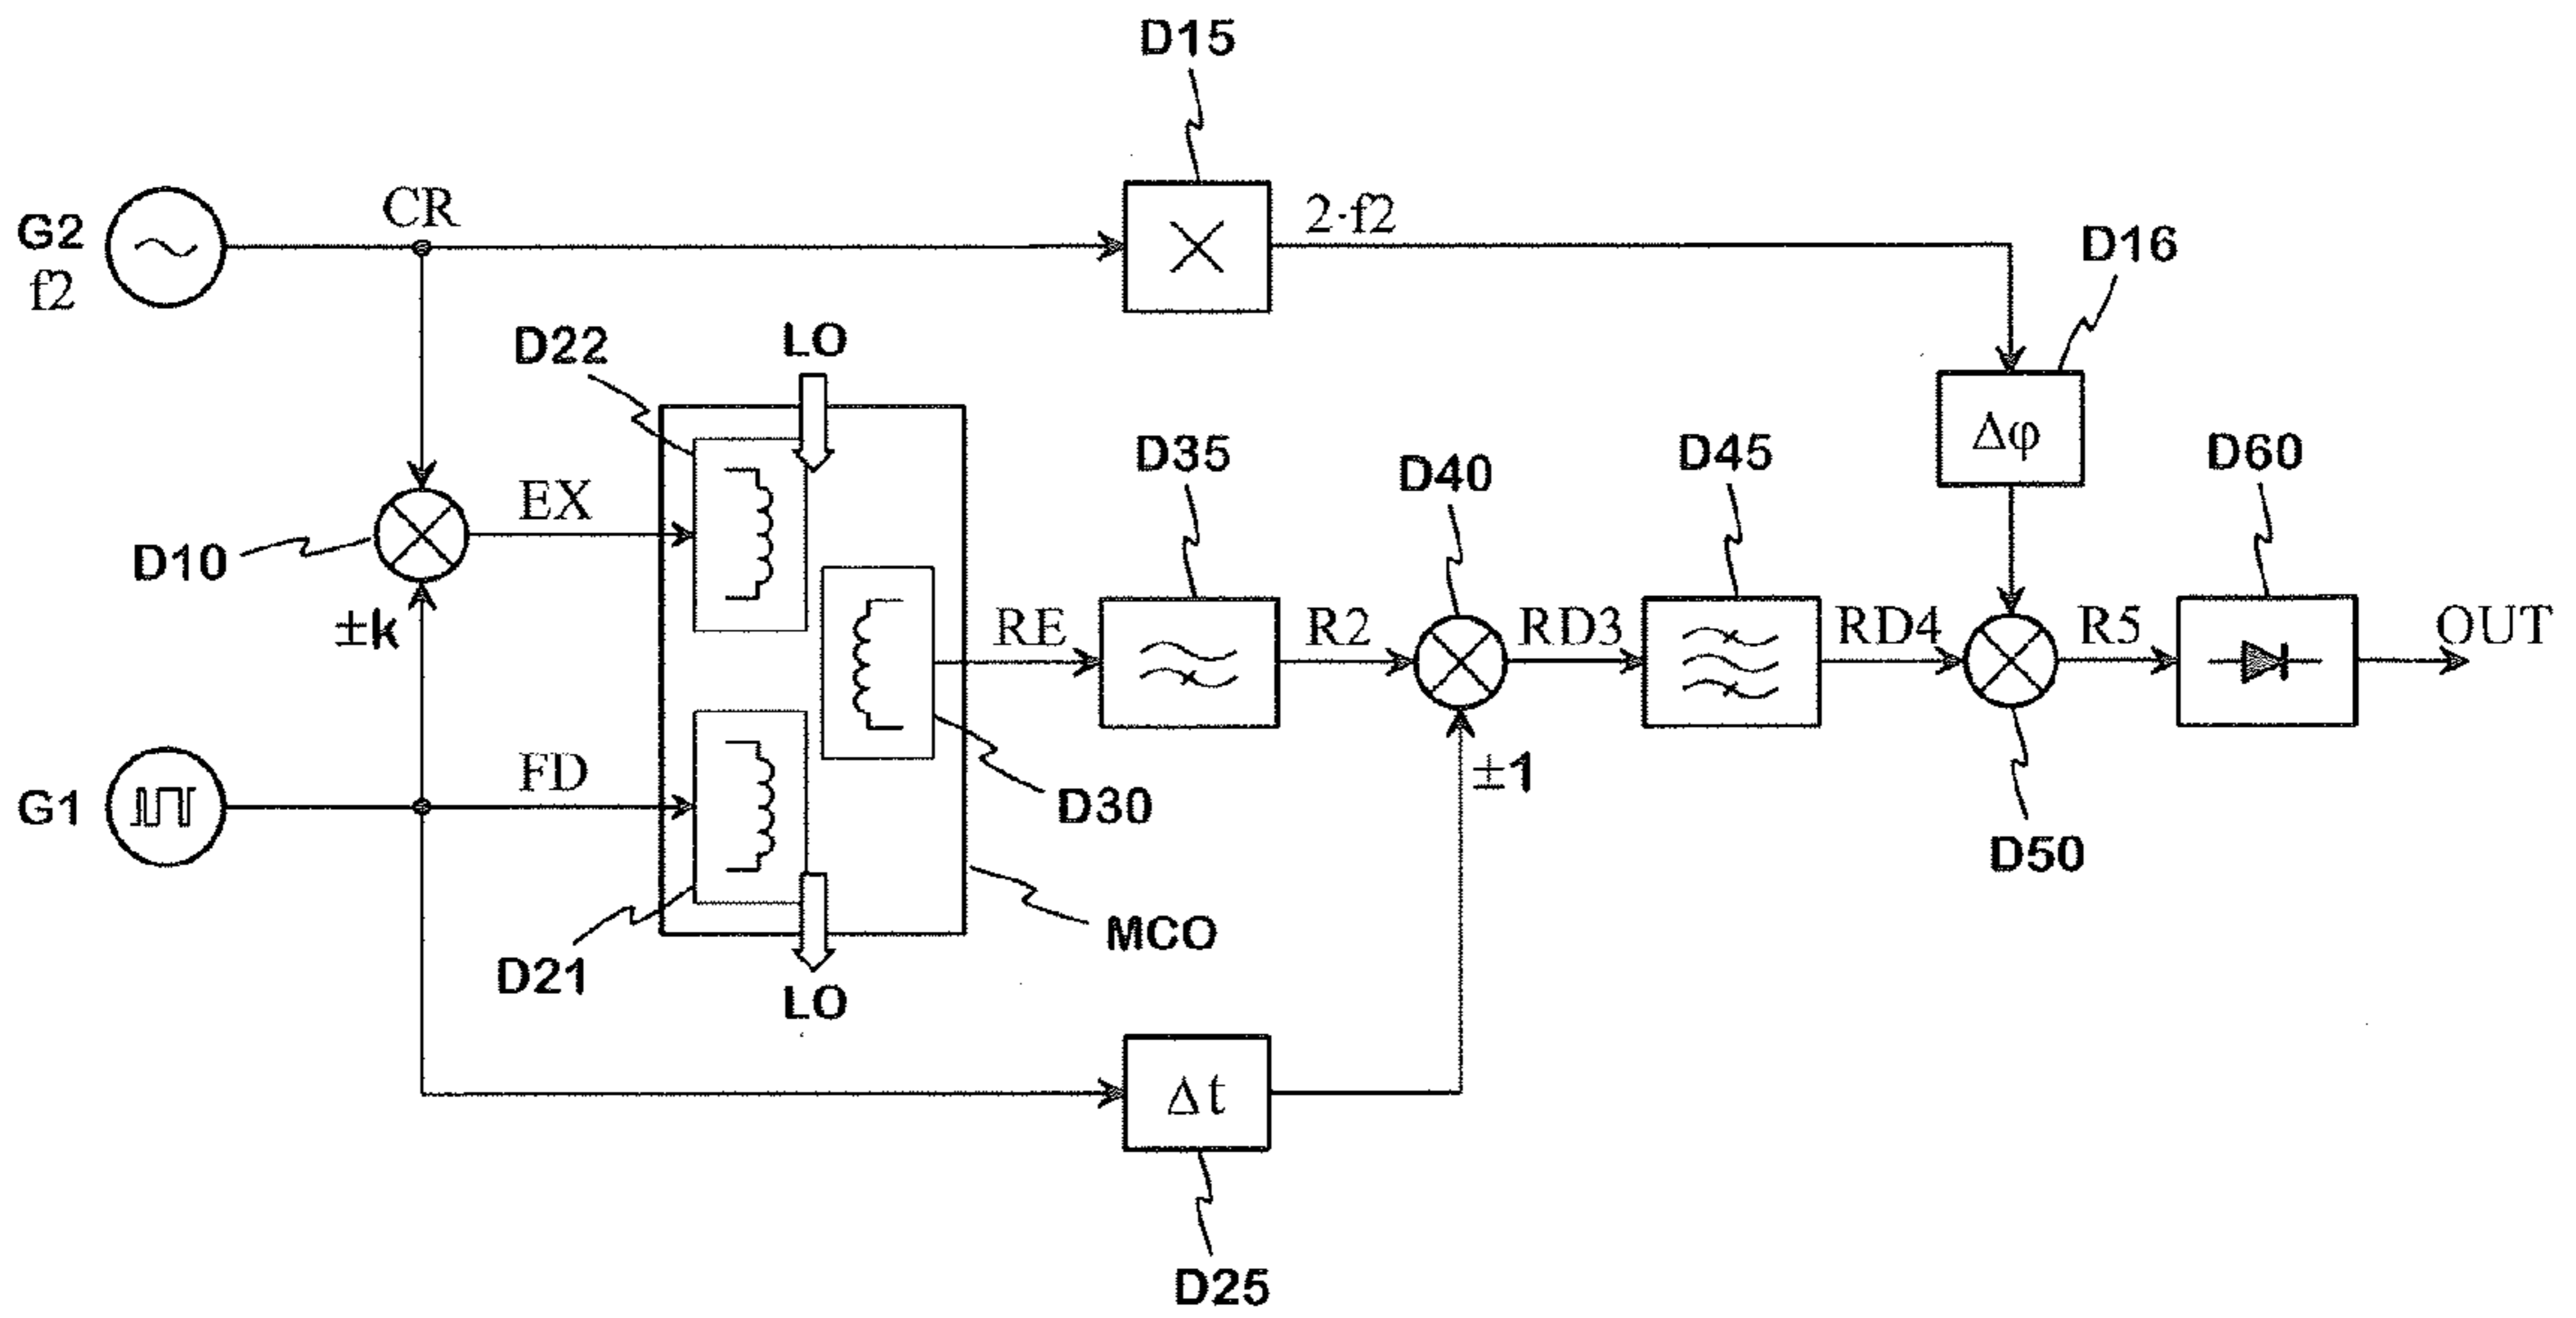 D15
G2
f2
CR
2·f2
D16
D22
LO
Δφ
D35
D40
D45
D60
D10
EX
±k
RE
R2
RD3
RD4
R5
OUT
G1
FD
D30
±1
D50
D21
MCO
LO
Δt
D25